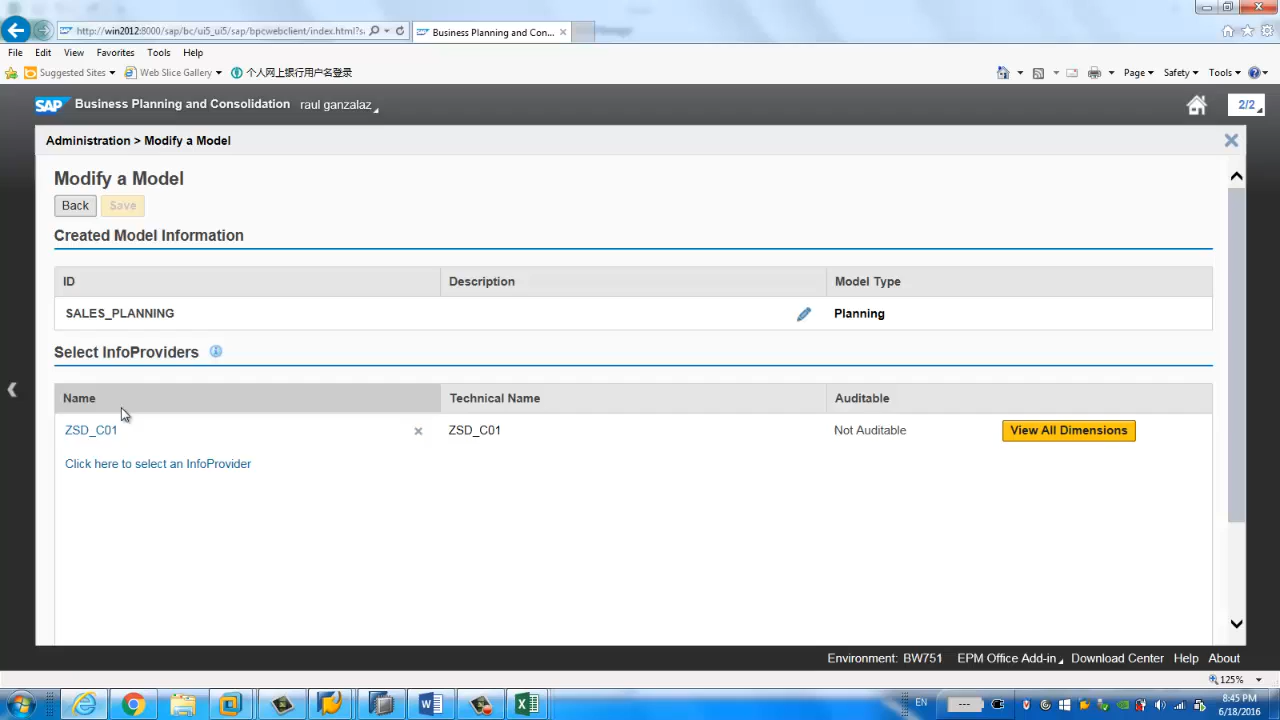 http://win2012:8000/sap/bc/ui5_ui5/sap/bpcwebclient/index.html?s
Business Planning and Con...
File Edit View Favorites Tools Help
Suggested Sites Web Slice Gallery 个人网上银行用户名登录
Page Safety Tools
SAP Business Planning and Consolidation raul ganzalaz
2/2
Administration > Modify a Model
Modify a Model
Back Save
Created Model Information
ID Description Model Type
SALES_PLANNING Planning
Select InfoProviders
Name Technical Name Auditable
ZSD_C01 ZSD_C01 Not Auditable View All Dimensions
Click here to select an InfoProvider
Environment: BW751 EPM Office Add-in Download Center Help About
125%
EN
8:45 PM
6/18/2016